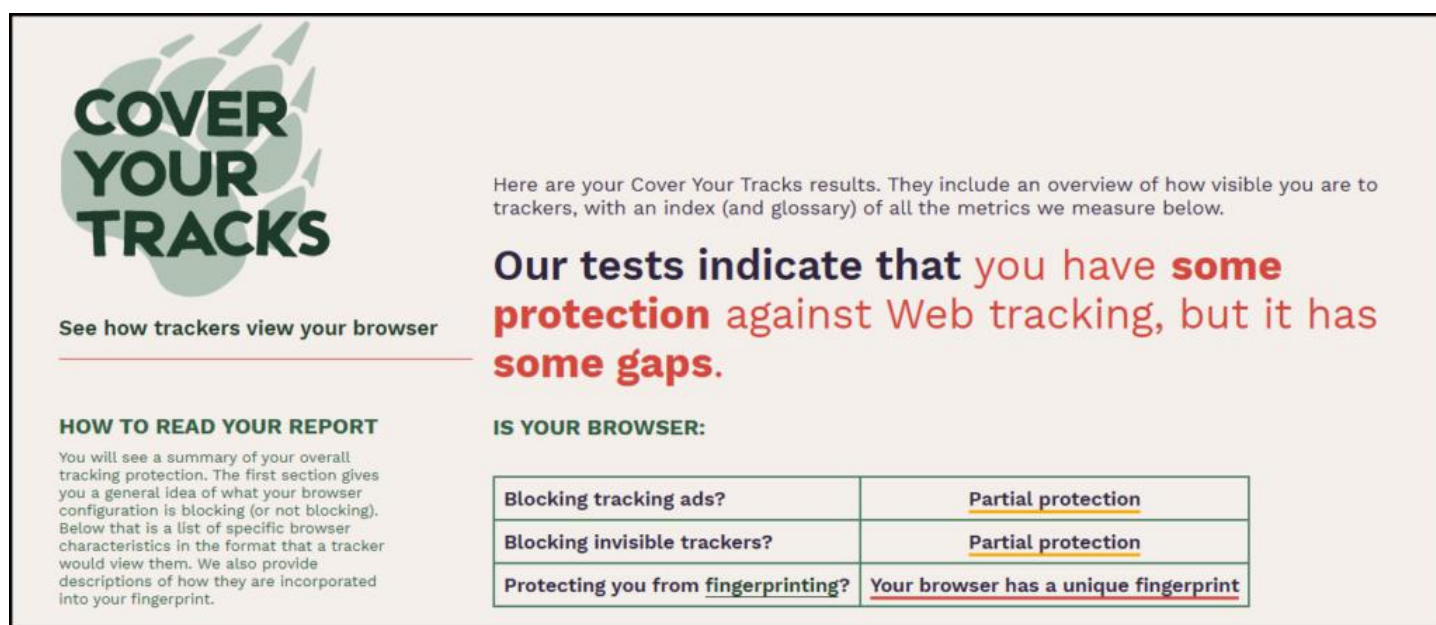 COVER
YOUR
TRACKS
See how trackers view your browser
HOW TO READ YOUR REPORT
You will see a summary of your overall
tracking protection. The first section gives
you a general idea of what your browser
configuration is blocking (or not blocking).
Below that is a list of specific browser
characteristics in the format that a tracker
would view them. We also provide
descriptions of how they are incorporated
into your fingerprint.
Here are your Cover Your Tracks results. They include an overview of how visible you are to
trackers, with an index (and glossary) of all the metrics we measure below.
Our tests indicate that you have some
protection against Web tracking, but it has
some gaps.
IS YOUR BROWSER:
Blocking tracking ads? Partial protection
Blocking invisible trackers? Partial protection
Protecting you from fingerprinting? Your browser has a unique fingerprint